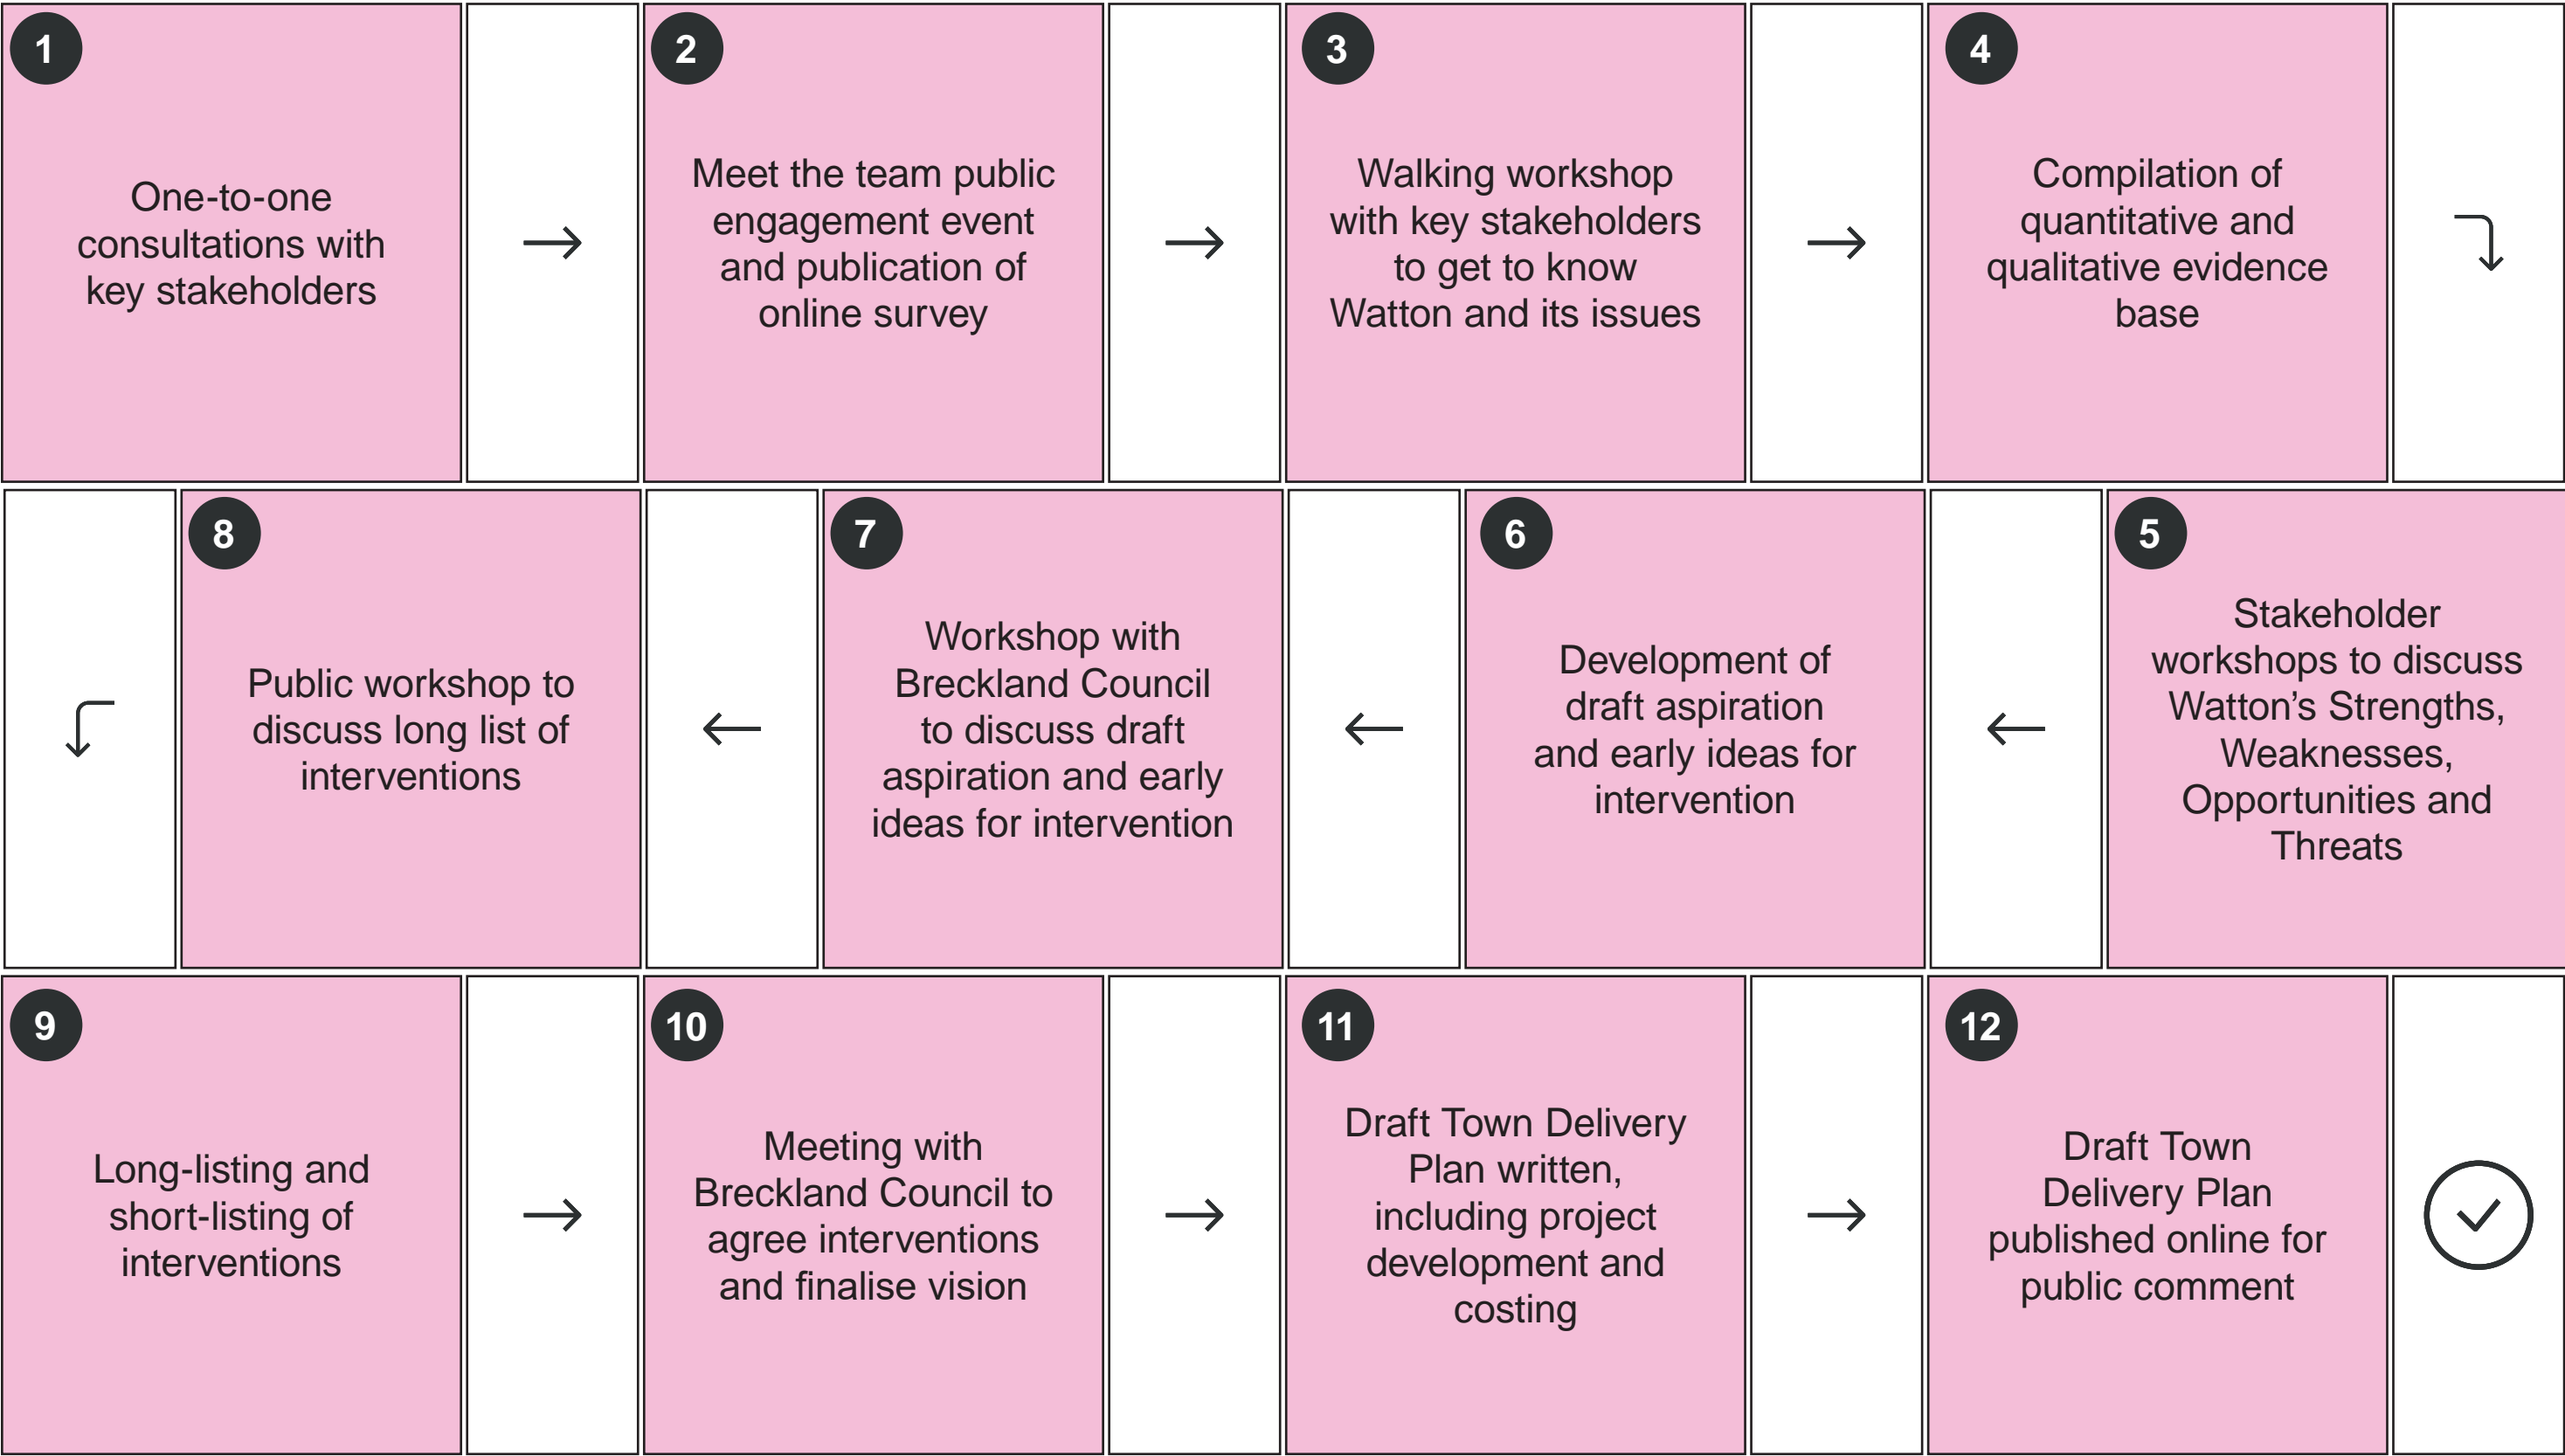 1
One-to-one
consultations with
key stakeholders
2
Meet the team public
engagement event
and publication of
online survey
3
Walking workshop
with key stakeholders
to get to know
Watton and its issues
4
Compilation of
quantitative and
qualitative evidence
base
5
Stakeholder
workshops to discuss
Watton’s Strengths,
Weaknesses,
Opportunities and
Threats
6
Development of
draft aspiration
and early ideas for
intervention
7
Workshop with
Breckland Council
to discuss draft
aspiration and early
ideas for intervention
8
Public workshop to
discuss long list of
interventions
9
Long-listing and
short-listing of
interventions
10
Meeting with
Breckland Council to
agree interventions
and finalise vision
11
Draft Town Delivery
Plan written,
including project
development and
costing
12
Draft Town
Delivery Plan
published online for
public comment